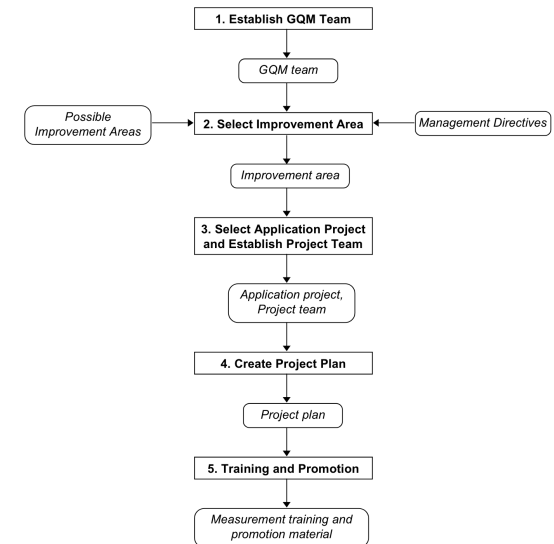 1. Establish GQM Team
GQM team
Possible
Improvement Areas
2. Select Improvement Area
Management Directives
Improvement area
3. Select Application Project
and Establish Project Team
Application project,
Project team
4. Create Project Plan
Project plan
5. Training and Promotion
Measurement training and
promotion material